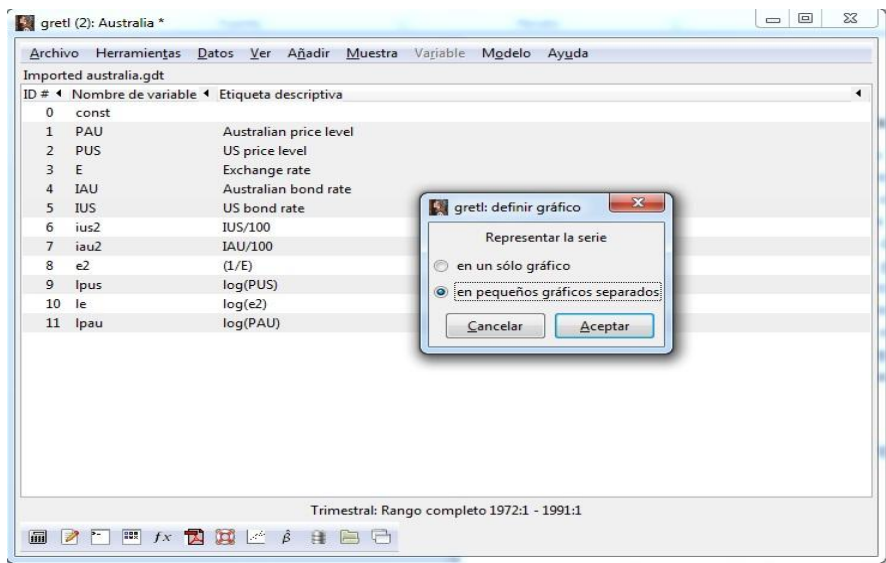 gretl (2): Australia *
Archivo Herramientas Datos Ver Añadir Muestra Variable Modelo Ayuda
Imported australia.gdt
ID # Nombre de variable Etiqueta descriptiva
0 const
1 PAU Australian price level
2 PUS US price level
3 E Exchange rate
4 IAU Australian bond rate
5 IUS US bond rate
6 ius2 IUS/100
7 iau2 IAU/100
8 e2 (1/E)
9 lpus log(PUS)
10 le log(e2)
11 lpau log(PAU)
gretl: definir gráfico
Representar la serie
en un sólo gráfico
en pequeños gráficos separados
Cancelar Aceptar
Trimestral: Rango completo 1972:1 - 1991:1
fx β̂